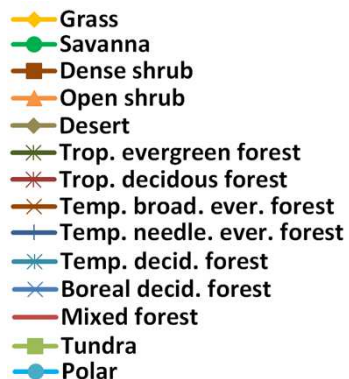 Grass
Savanna
Dense shrub
Open shrub
Desert
Trop. evergreen forest
Trop. decidous forest
Temp. broad. ever. forest
Temp. needle. ever. forest
Temp. decid. forest
Boreal decid. forest
Mixed forest
Tundra
Polar